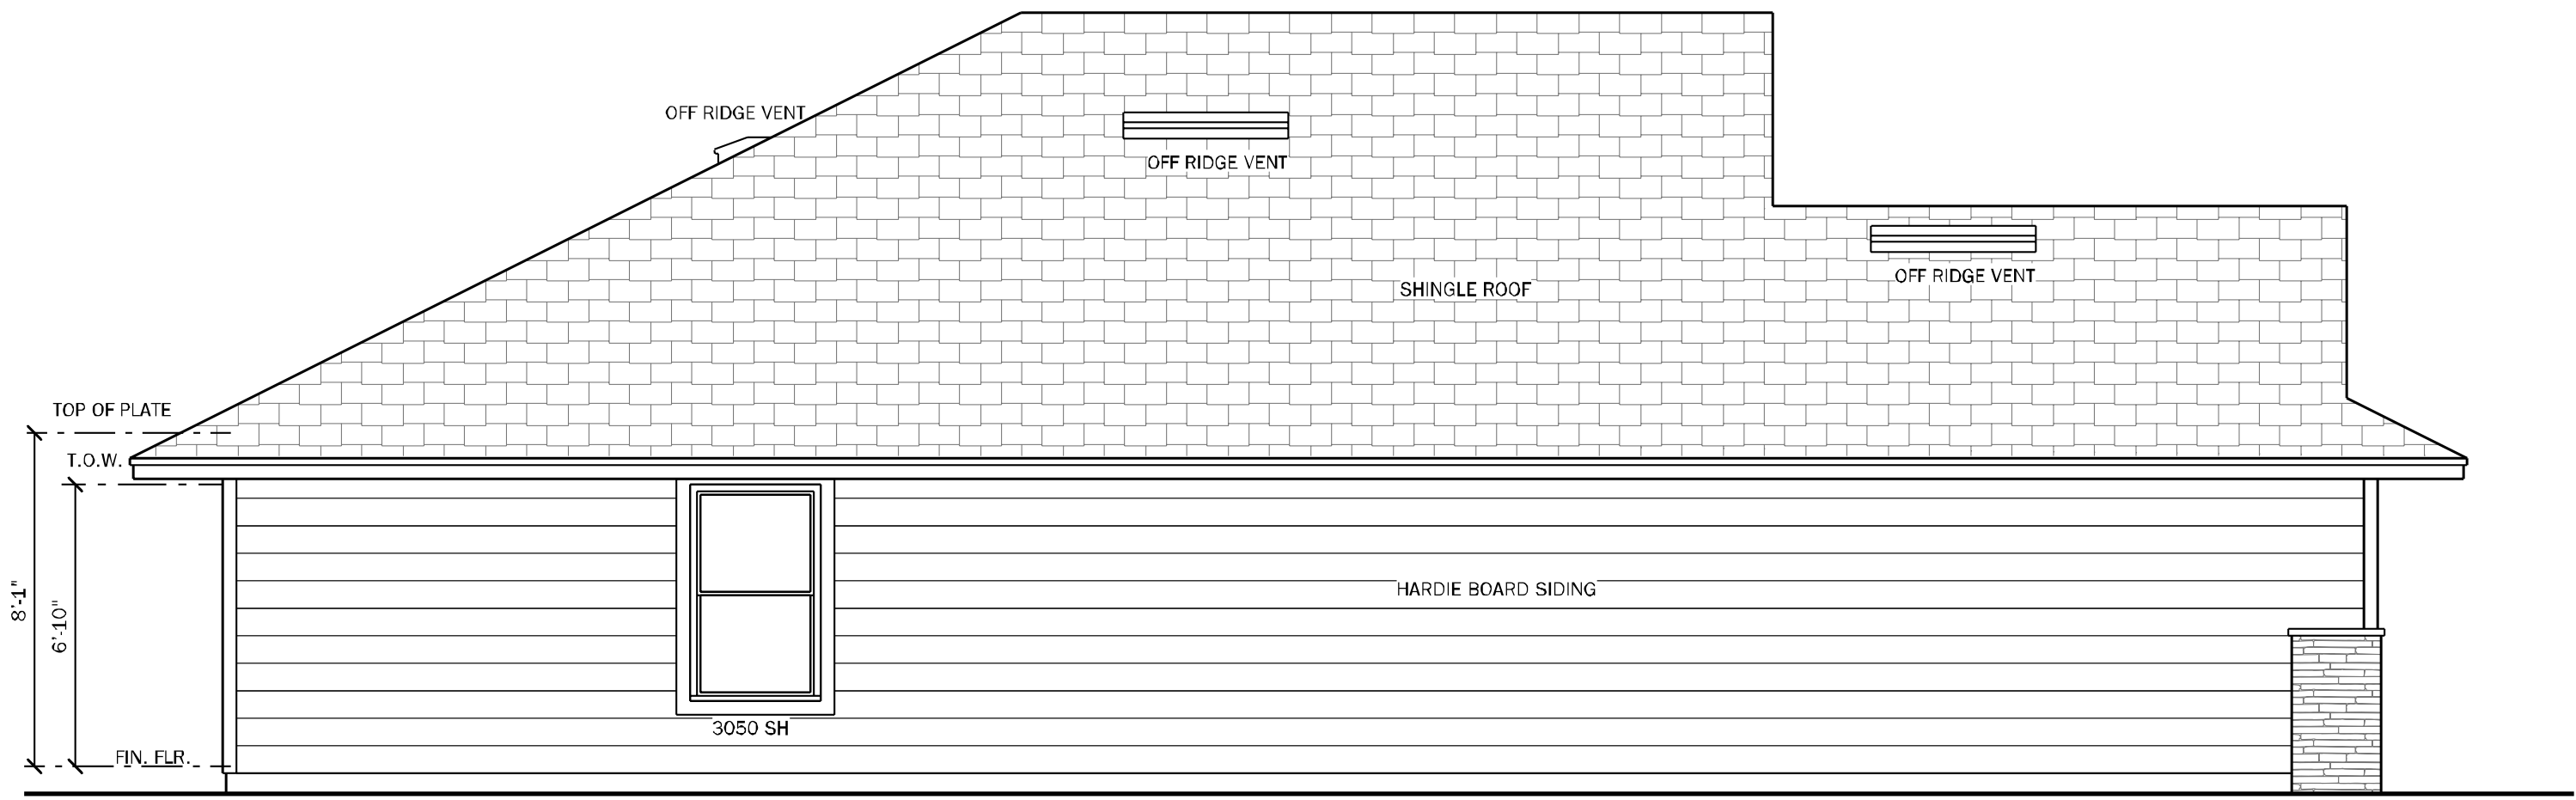 OFF RIDGE VENT
OFF RIDGE VENT
OFF RIDGE VENT
SHINGLE ROOF
TOP OF PLATE
T.O.W.
8'-1"
6'-10"
HARDIE BOARD SIDING
3050 SH
FIN. FLR.